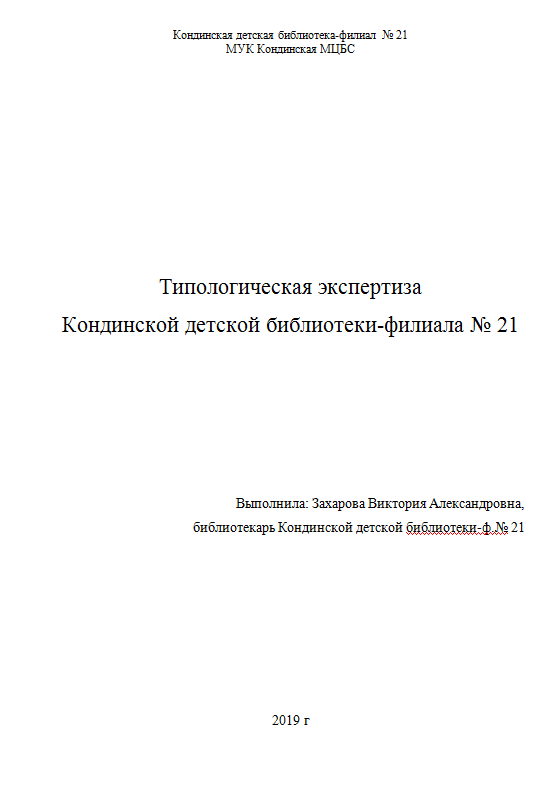 Кондинская детская библиотека-филиал № 21
МУК Кондинская МЦБС
Типологическая экспертиза
Кондинской детской библиотеки-филиала № 21
Выполнила: Захарова Виктория Александровна,
библиотекарь Кондинской детской библиотеки-ф.№ 21
2019 г